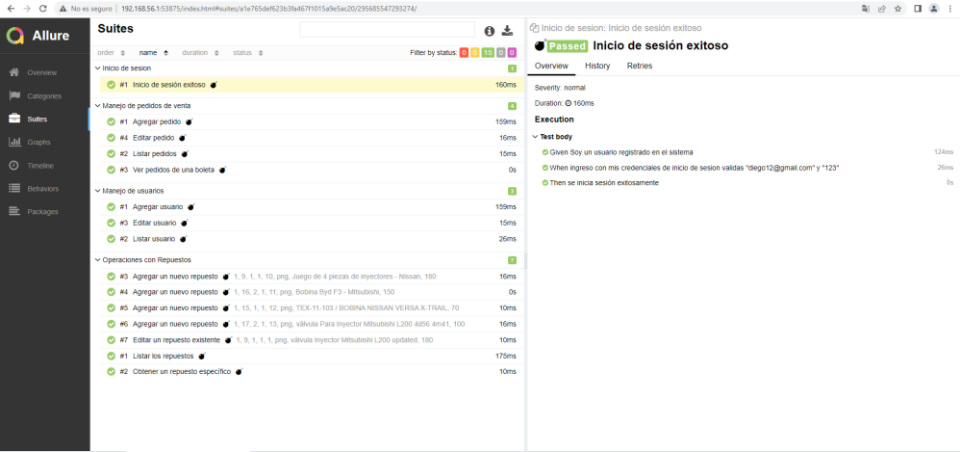 No es seguro | 192.168.56.1:53875/index.html#suites/a1e765def623b3fa467f1015a9e5ac20/295685547293274/
Allure
Overview
Categories
Suites
Graphs
Timeline
Behaviors
Packages
Suites
order name duration status Filter by status: 0 0 15 0 0
Inicio de sesion 1
#1 Inicio de sesión exitoso 160ms
Manejo de pedidos de venta 4
#1 Agregar pedido 159ms
#4 Editar pedido 16ms
#2 Listar pedidos 15ms
#3 Ver pedidos de una boleta 0s
Manejo de usuarios 3
#1 Agregar usuario 159ms
#3 Editar usuario 15ms
#2 Listar usuario 26ms
Operaciones con Repuestos 7
#3 Agregar un nuevo repuesto 1, 9, 1, 1, 10, png, Juego de 4 piezas de inyectores - Nissan, 180 16ms
#4 Agregar un nuevo repuesto 1, 16, 2, 1, 11, png, Bobina Byd F3 - Mitsubishi, 150 0s
#5 Agregar un nuevo repuesto 1, 15, 1, 1, 12, png, TEX-11-103 / BOBINA NISSAN VERSA X-TRAIL, 70 10ms
#6 Agregar un nuevo repuesto 1, 17, 2, 1, 13, png, válvula Para Inyector Mitsubishi L200 4d56 4m41, 100 16ms
#7 Editar un repuesto existente 1, 9, 1, 1, 1, png, válvula Inyector Mitsubishi L200 updated, 180 10ms
#1 Listar los repuestos 175ms
#2 Obtener un repuesto específico 10ms
Inicio de sesion: Inicio de sesión exitoso
Passed Inicio de sesión exitoso
Overview History Retries
Severity: normal
Duration: 160ms
Execution
Test body
Given Soy un usuario registrado en el sistema 124ms
When ingreso con mis credenciales de inicio de sesion validas "diego12@gmail.com" y "123" 26ms
Then se inicia sesión exitosamente 0s